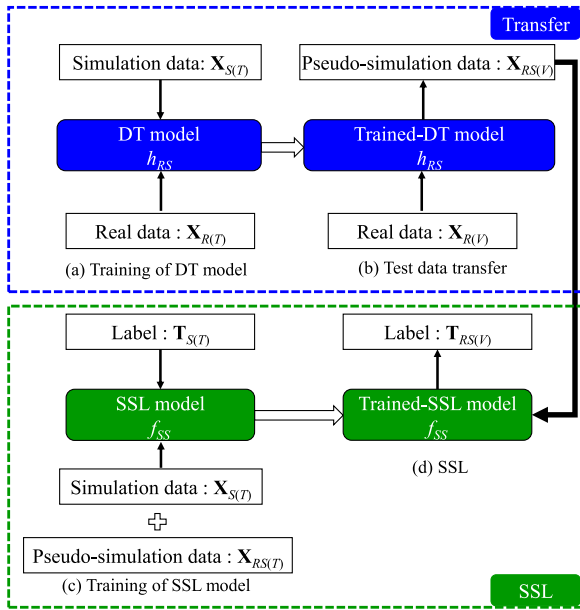 Transfer
Simulation data: X_S(T)
Pseudo-simulation data : X_RS(V)
DT model
h_RS
Trained-DT model
h_RS
Real data : X_R(T)
Real data : X_R(V)
(a) Training of DT model
(b) Test data transfer
Label : T_S(T)
Label : T_RS(V)
SSL model
f_SS
Trained-SSL model
f_SS
(d) SSL
Simulation data : X_S(T)
Pseudo-simulation data : X_RS(T)
(c) Training of SSL model
SSL